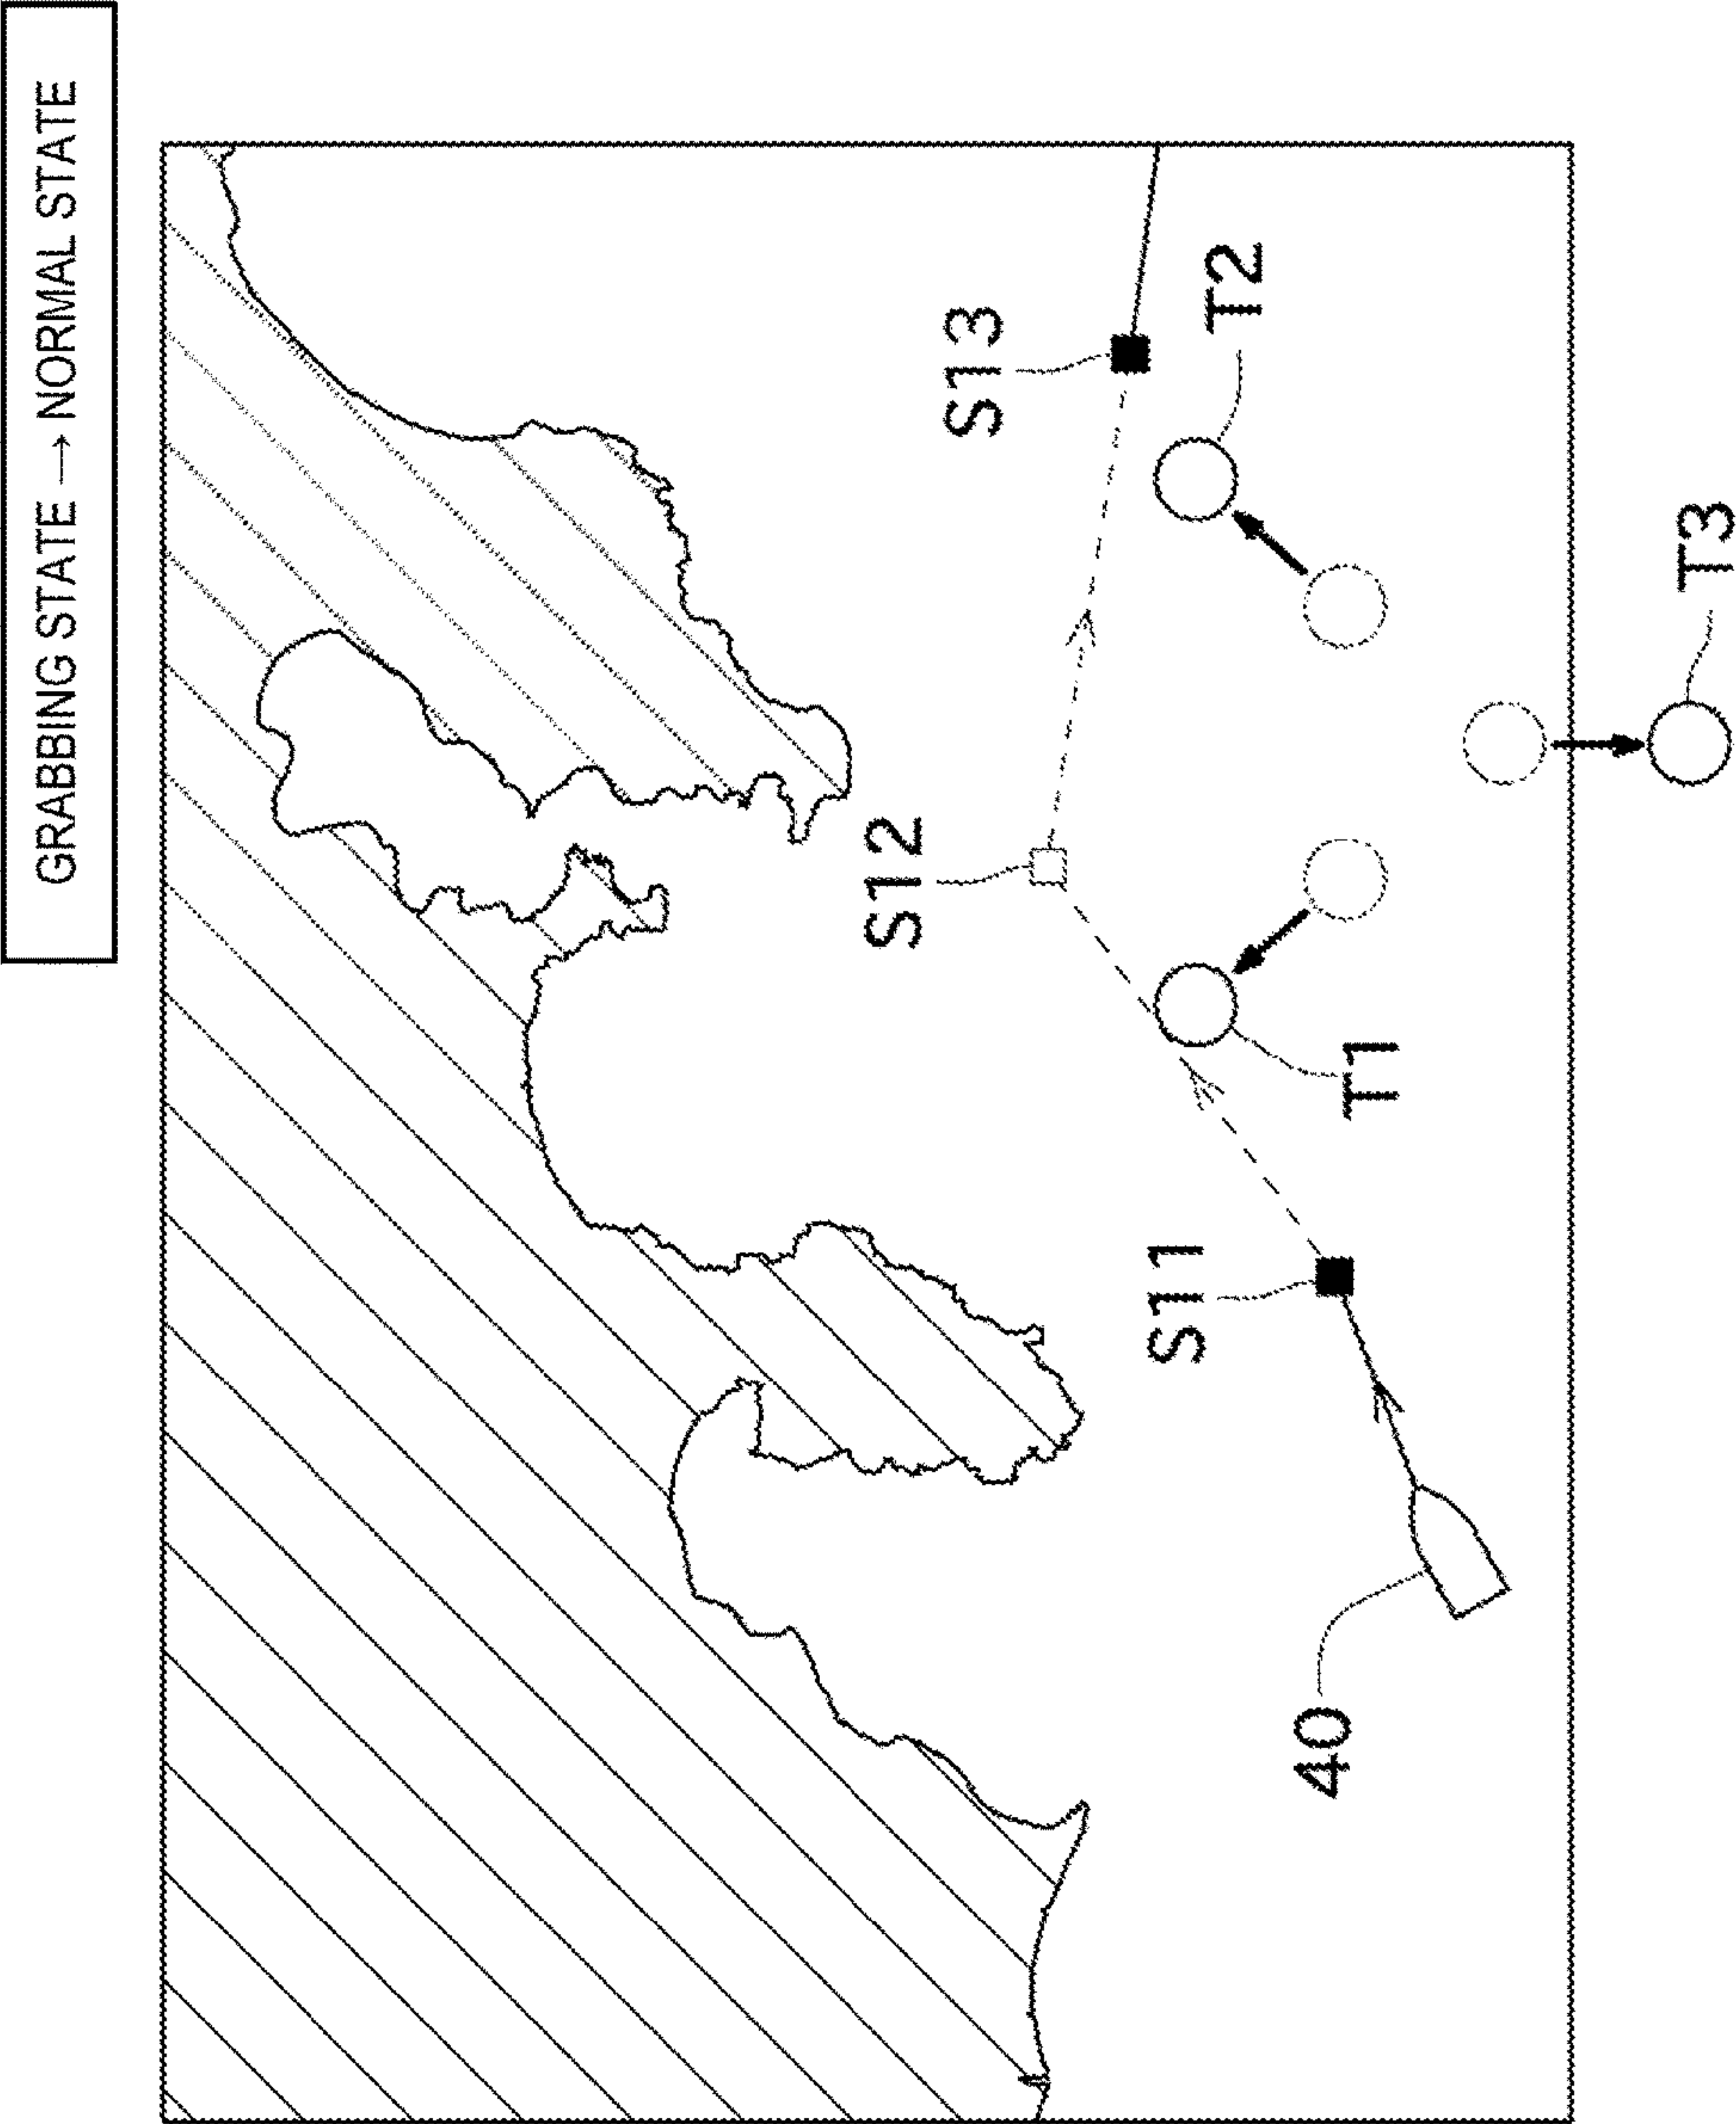 GRABBING STATE → NORMAL STATE
S13
T2
S12
T3
T1
S11
40